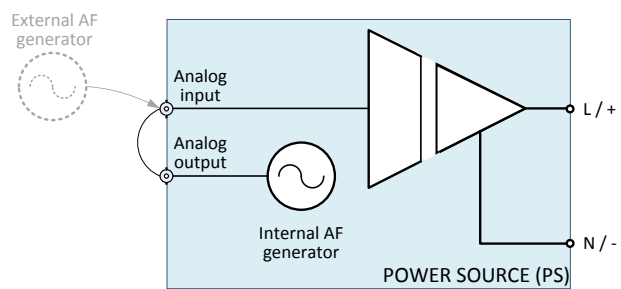 External AF
generator
Analog
input
L / +
Analog
output
Internal AF
generator
N / -
POWER SOURCE (PS)